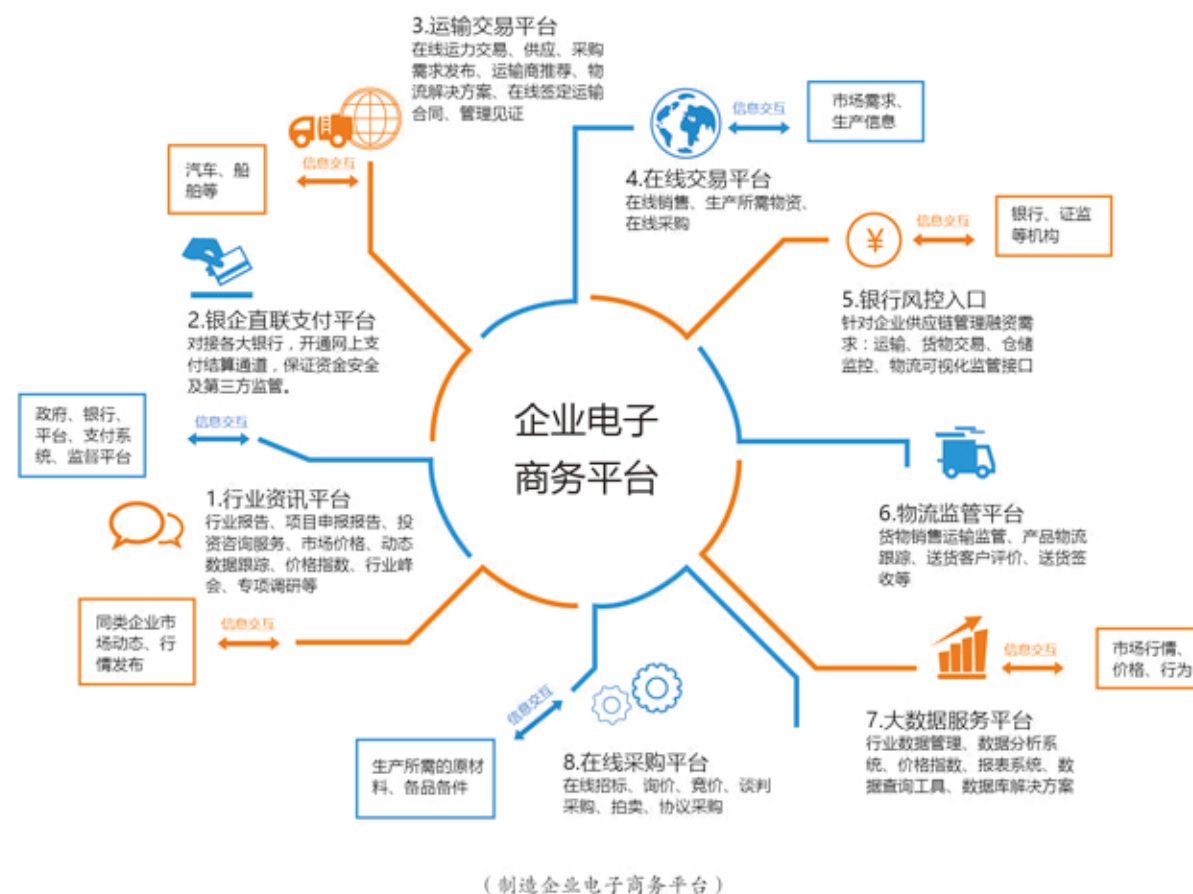 3.运输交易平台
在线运力交易、供应、采购
需求发布、运输商推荐、物
流解决方案、在线签定运输
合同、管理见证
信息交互
汽车、船
舶等
信息交互
市场需求、
生产信息
4.在线交易平台
在线销售、生产所需物资、
在线采购
¥
信息交互
银行、证监
等机构
5.银行风控入口
针对企业供应链管理融资需
求：运输、货物交易、仓储
监控、物流可视化监管接口
2.银企直联支付平台
对接各大银行，开通网上支
付结算通道，保证资金安全
及第三方监管。
政府、银行、
平台、支付系
统、监督平台
信息交互
企业电子
商务平台
1.行业资讯平台
行业报告、项目申报报告、投
资咨询服务、市场价格、动态
数据跟踪、价格指数、行业峰
会、专项调研等
6.物流监管平台
货物销售运输监管、产品物流
跟踪、送货客户评价、送货签
收等
同类企业市
场动态、行
情发布
信息交互
信息交互
市场行情、
价格、行为
7.大数据服务平台
行业数据管理、数据分析系
统、价格指数、报表系统、数
据查询工具、数据库解决方案
信息交互
生产所需的原材
料、备品备件
8.在线采购平台
在线招标、询价、竞价、谈判
采购、拍卖、协议采购
（制造企业电子商务平台）